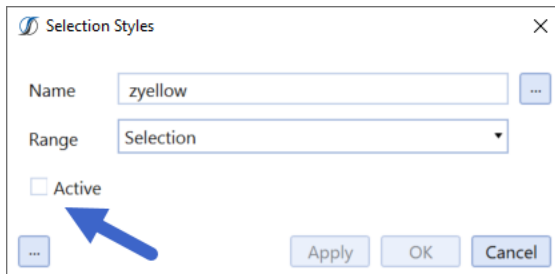 Selection Styles
Name zyellow ...
Range Selection
Active
... Apply OK Cancel